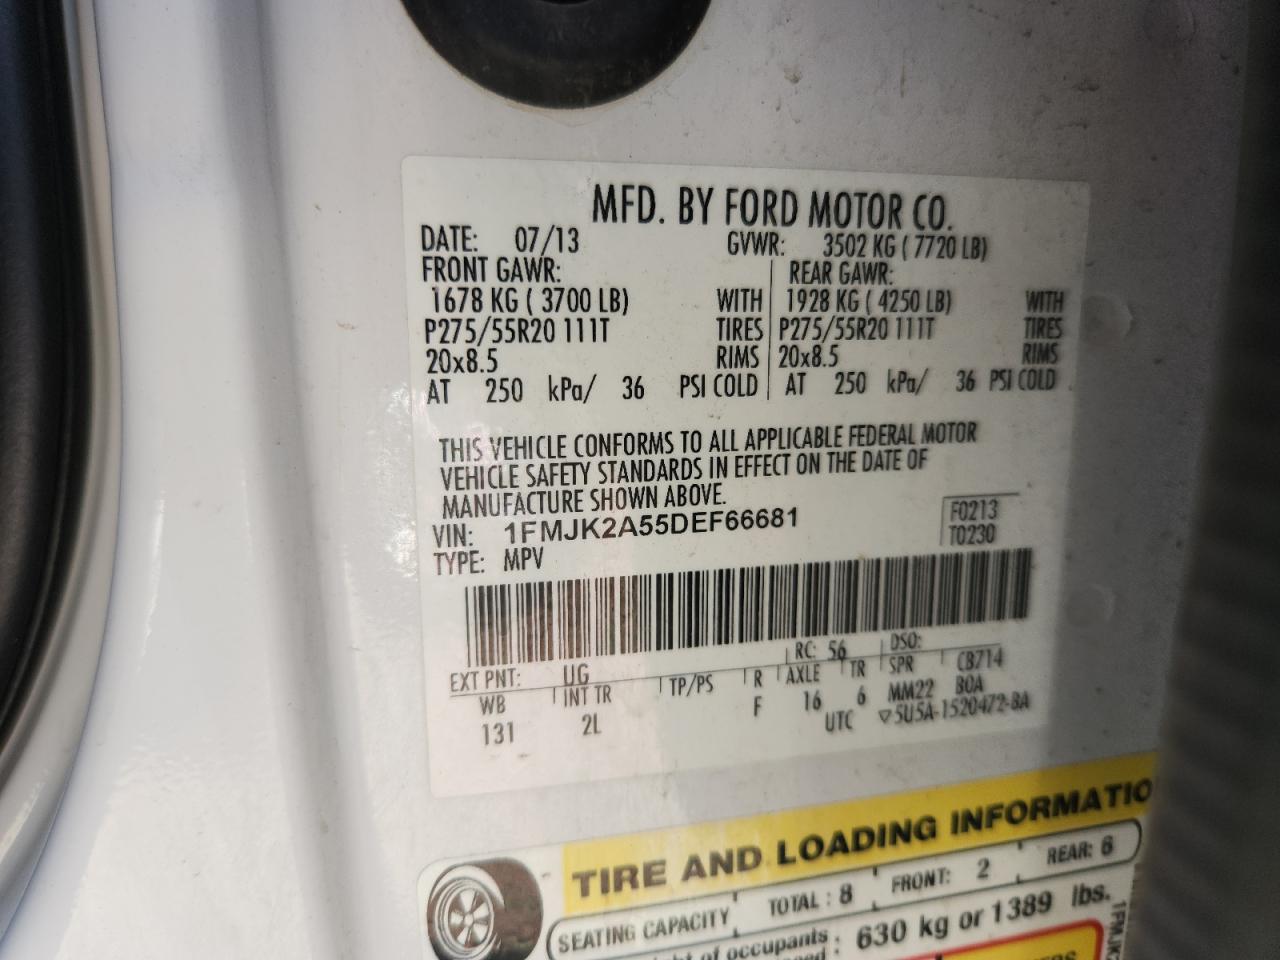 MFD. BY FORD MOTOR CO.
DATE: 07/13 GVWR: 3502 KG ( 7720 LB)
FRONT GAWR: REAR GAWR:
1678 KG ( 3700 LB) WITH 1928 KG ( 4250 LB) WITH
P275/55R20 111T TIRES P275/55R20 111T TIRES
20x8.5 RIMS 20x8.5 RIMS
AT 250 kPa/ 36 PSI COLD AT 250 kPa/ 36 PSI COLD
THIS VEHICLE CONFORMS TO ALL APPLICABLE FEDERAL MOTOR
VEHICLE SAFETY STANDARDS IN EFFECT ON THE DATE OF
MANUFACTURE SHOWN ABOVE.
VIN: 1FMJK2A55DEF66681 F0213
TYPE: MPV T0230
EXT PNT: UG RC: 56 DSO:
WB INT TR TP/PS R AXLE TR SPR CB714
131 2L F 16 6 MM22 BOA
UTC ▽5U5A-1520472-BA
TIRE AND LOADING INFORMATIO
SEATING CAPACITY TOTAL : 8 FRONT: 2 REAR: 6
of occupants : 630 kg or 1389 lbs.
1FMJK